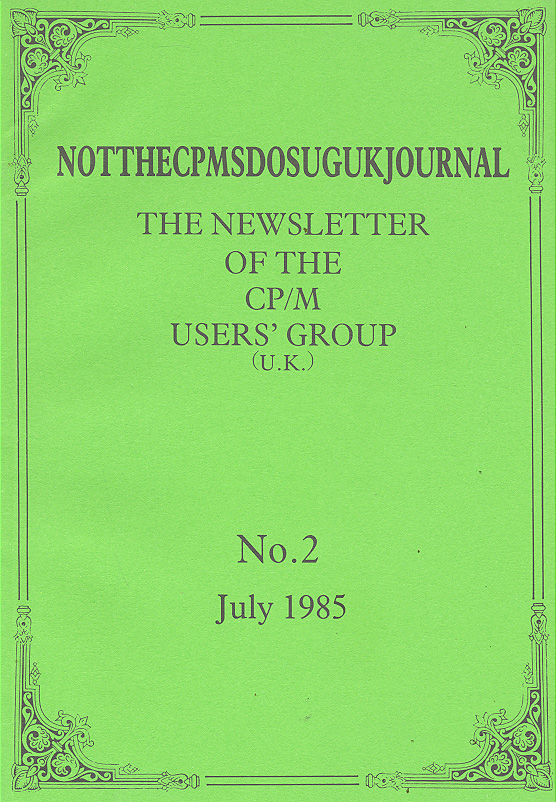 NOTTHECPMSDOSUGUKJOURNAL
THE NEWSLETTER
OF THE
CP/M
USERS' GROUP
(U.K.)
No.2
July 1985